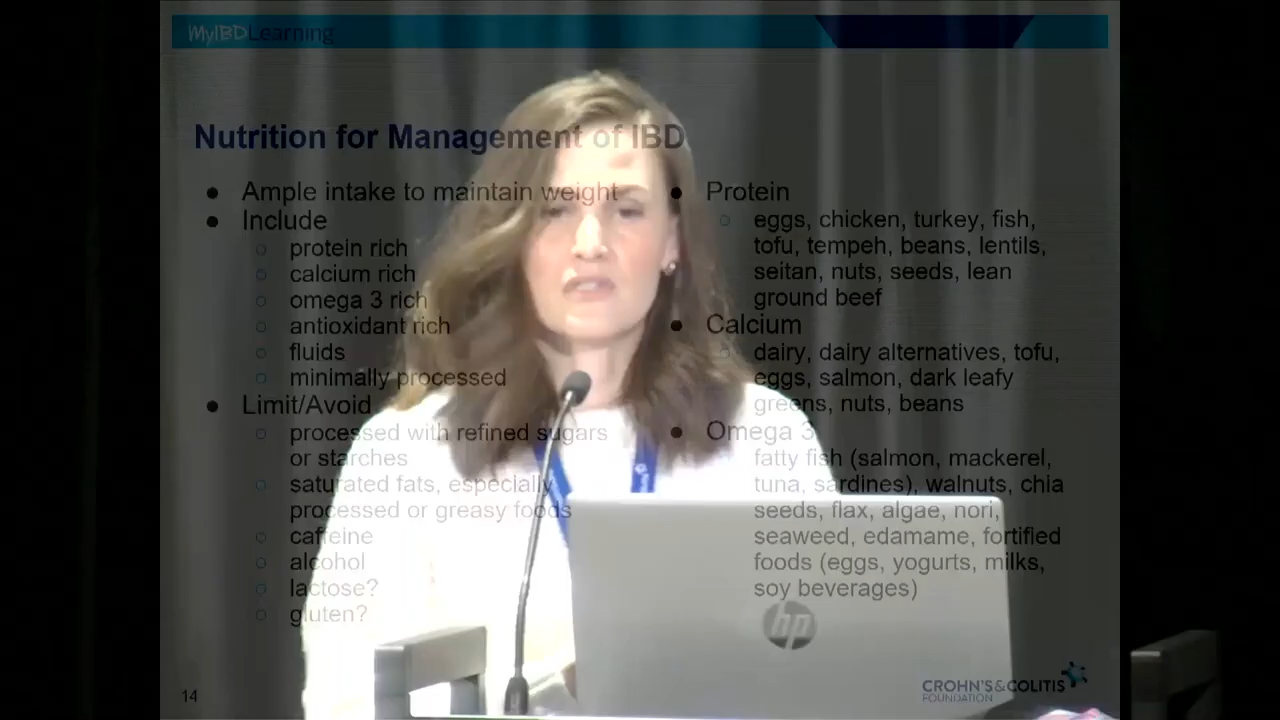 MyIBDLearning
Nutrition for Management of IBD
● Ample intake to maintain weight
● Include
○ protein rich
○ calcium rich
○ omega 3 rich
○ antioxidant rich
○ fluids
○ minimally processed
● Limit/Avoid
○ processed with refined sugars
or starches
○ saturated fats, especially
processed or greasy foods
○ caffeine
○ alcohol
○ lactose?
○ gluten?
● Protein
○ eggs, chicken, turkey, fish,
tofu, tempeh, beans, lentils,
seitan, nuts, seeds, lean
ground beef
● Calcium
○ dairy, dairy alternatives, tofu,
eggs, salmon, dark leafy
greens, nuts, beans
● Omega 3
fatty fish (salmon, mackerel,
tuna, sardines), walnuts, chia
seeds, flax, algae, nori,
seaweed, edamame, fortified
foods (eggs, yogurts, milks,
soy beverages)
hp
14
CROHN'S&COLITIS
FOUNDATION